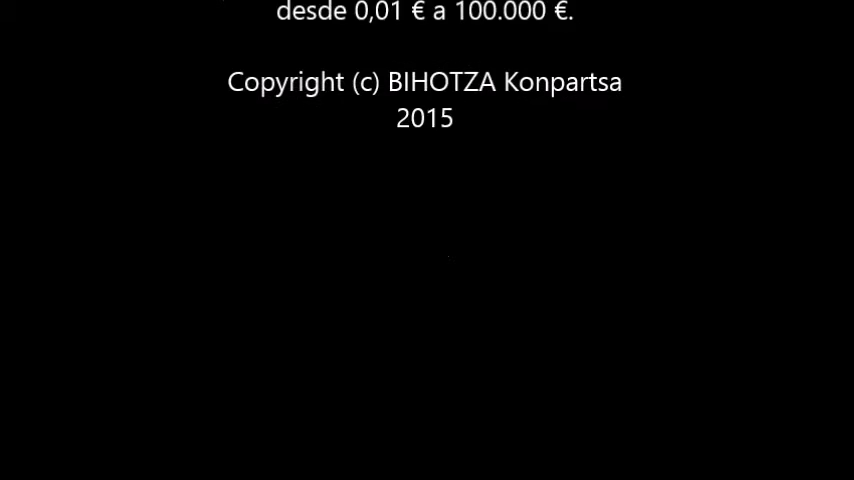 desde 0,01 € a 100.000 €.
Copyright (c) BIHOTZA Konpartsa
2015